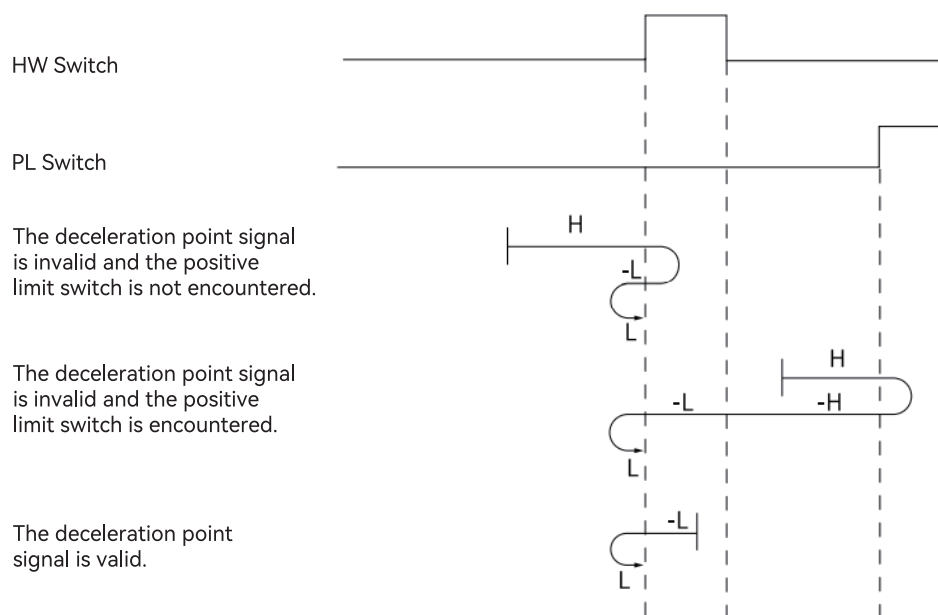 HW Switch
PL Switch
The deceleration point signal
is invalid and the positive
limit switch is not encountered.
H
-L
L
The deceleration point signal
is invalid and the positive
limit switch is encountered.
H
-L
-H
L
The deceleration point
signal is valid.
-L
L